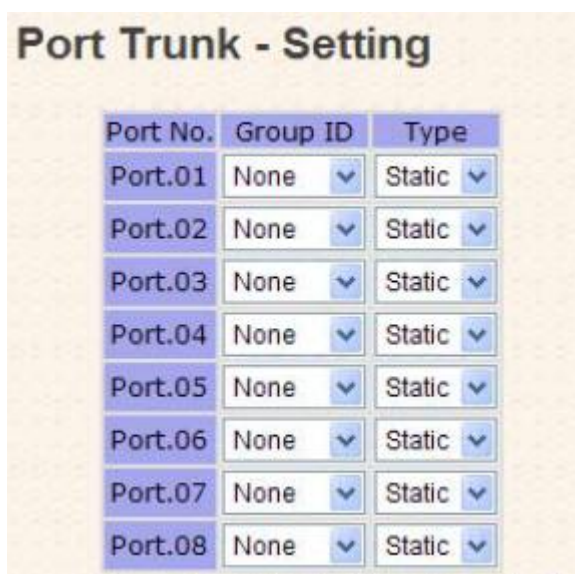 Port Trunk - Setting
Port No. Group ID Type
Port.01 None Static
Port.02 None Static
Port.03 None Static
Port.04 None Static
Port.05 None Static
Port.06 None Static
Port.07 None Static
Port.08 None Static